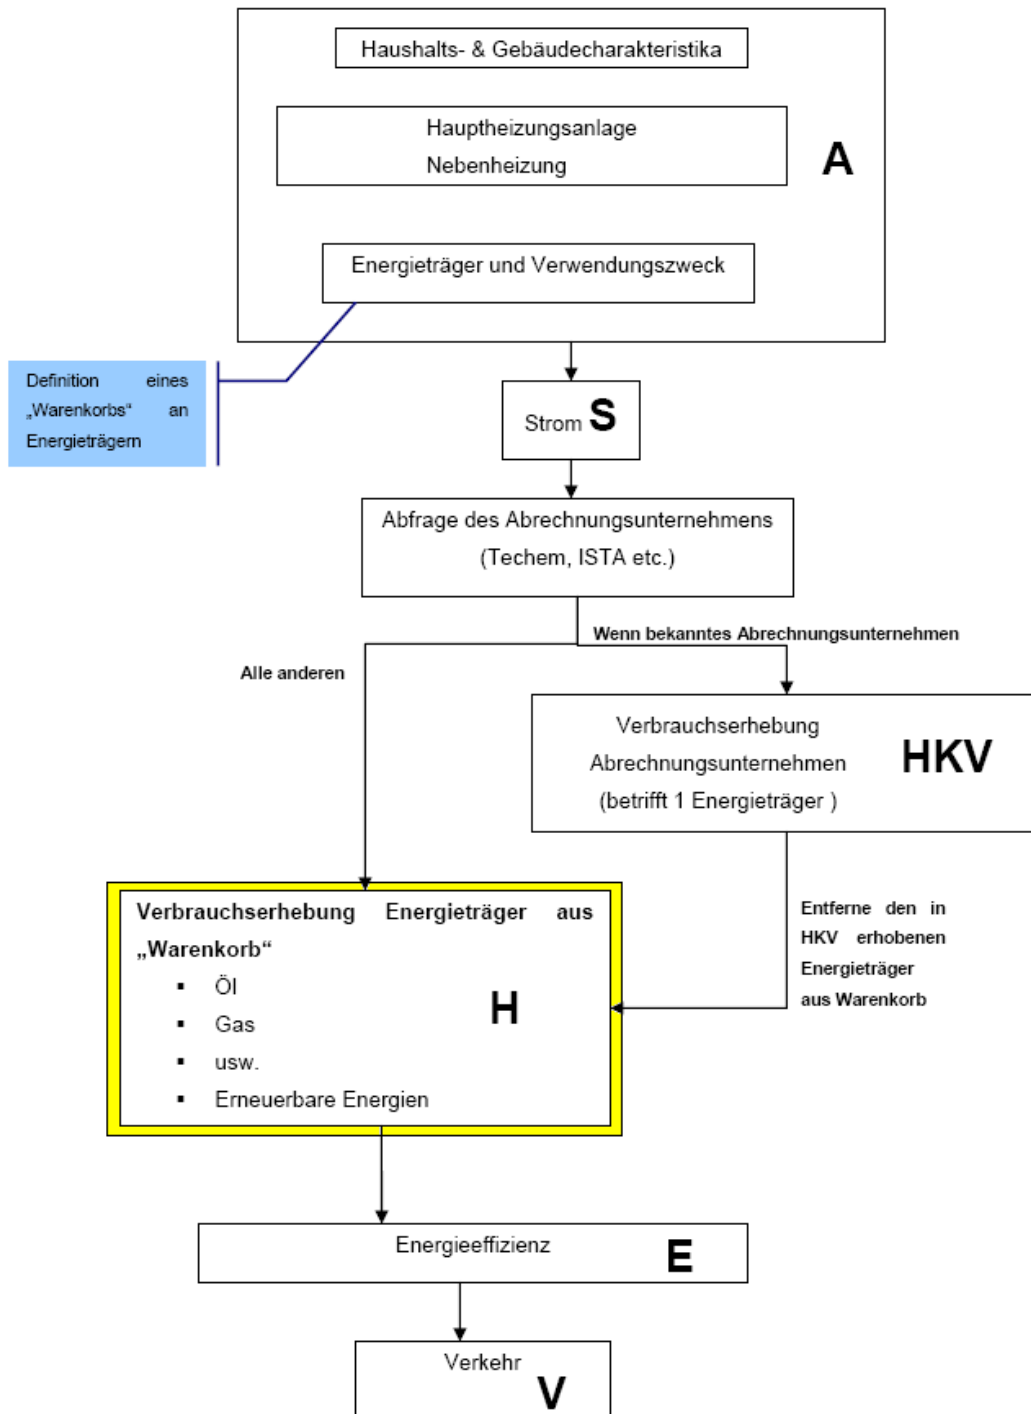 Haushalts- & Gebäudecharakteristika
Hauptheizungsanlage
Nebenheizung
A
Energieträger und Verwendungszweck
Definition eines
„Warenkorbs“ an
Energieträgern
Strom S
Abfrage des Abrechnungsunternehmens
(Techem, ISTA etc.)
Wenn bekanntes Abrechnungsunternehmen
Alle anderen
Verbrauchserhebung
Abrechnungsunternehmen
(betrifft 1 Energieträger )
HKV
Entferne den in
HKV erhobenen
Energieträger
aus Warenkorb
Verbrauchserhebung Energieträger aus
„Warenkorb“
▪ Öl
▪ Gas
▪ usw.
▪ Erneuerbare Energien
H
Energieeffizienz
E
Verkehr
V